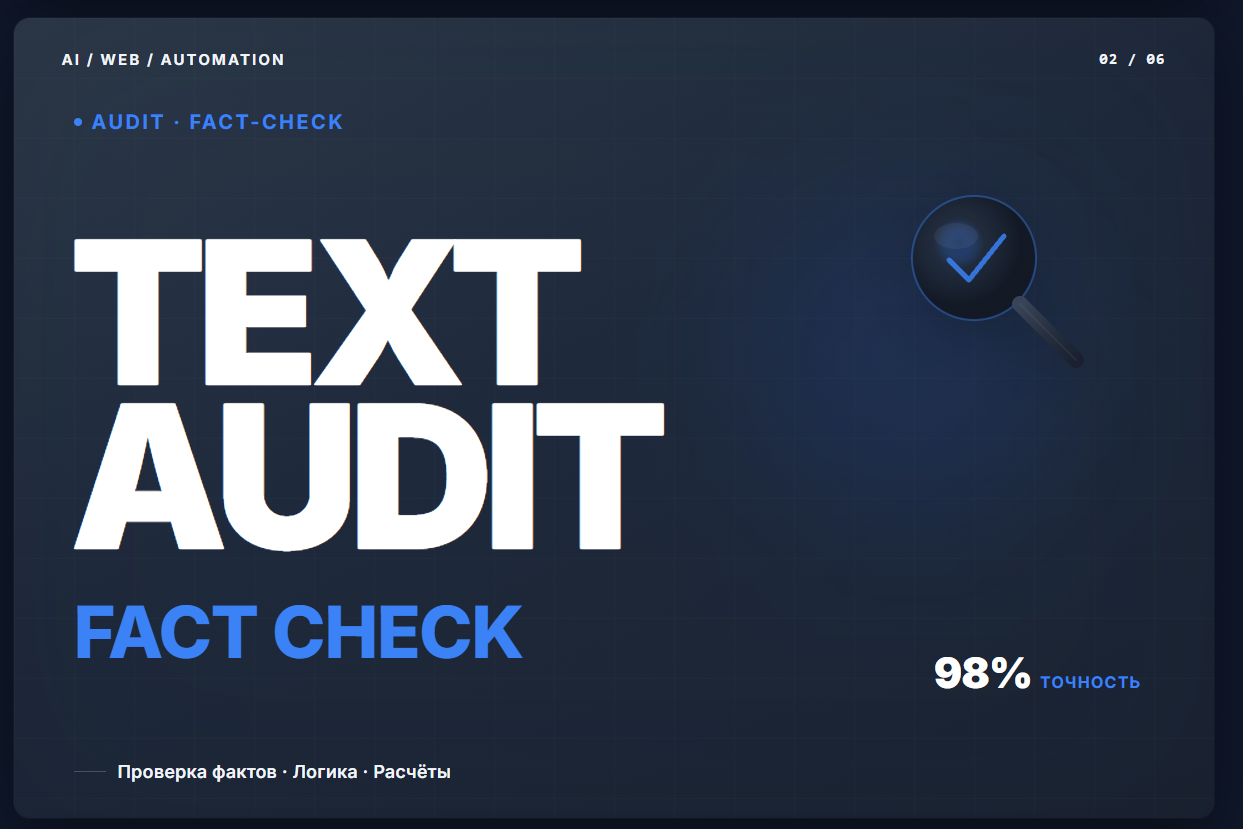 AI / WEB / AUTOMATION
02 / 06
AUDIT · FACT-CHECK
TEXT
AUDIT
FACT CHECK
98% ТОЧНОСТЬ
Проверка фактов · Логика · Расчёты